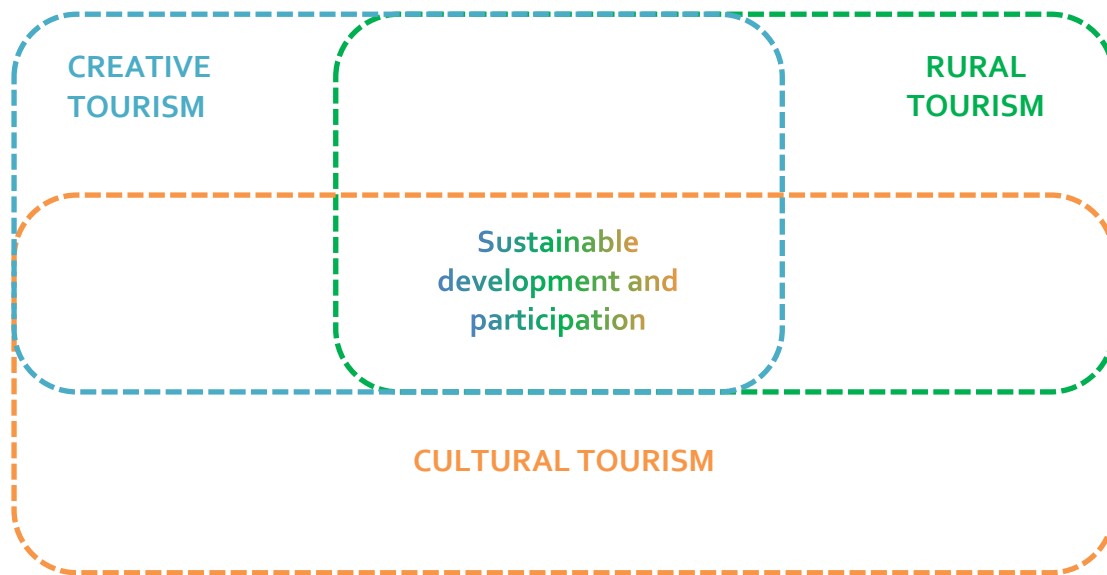 CREATIVE
TOURISM
RURAL
TOURISM
Sustainable
development and
participation
CULTURAL TOURISM